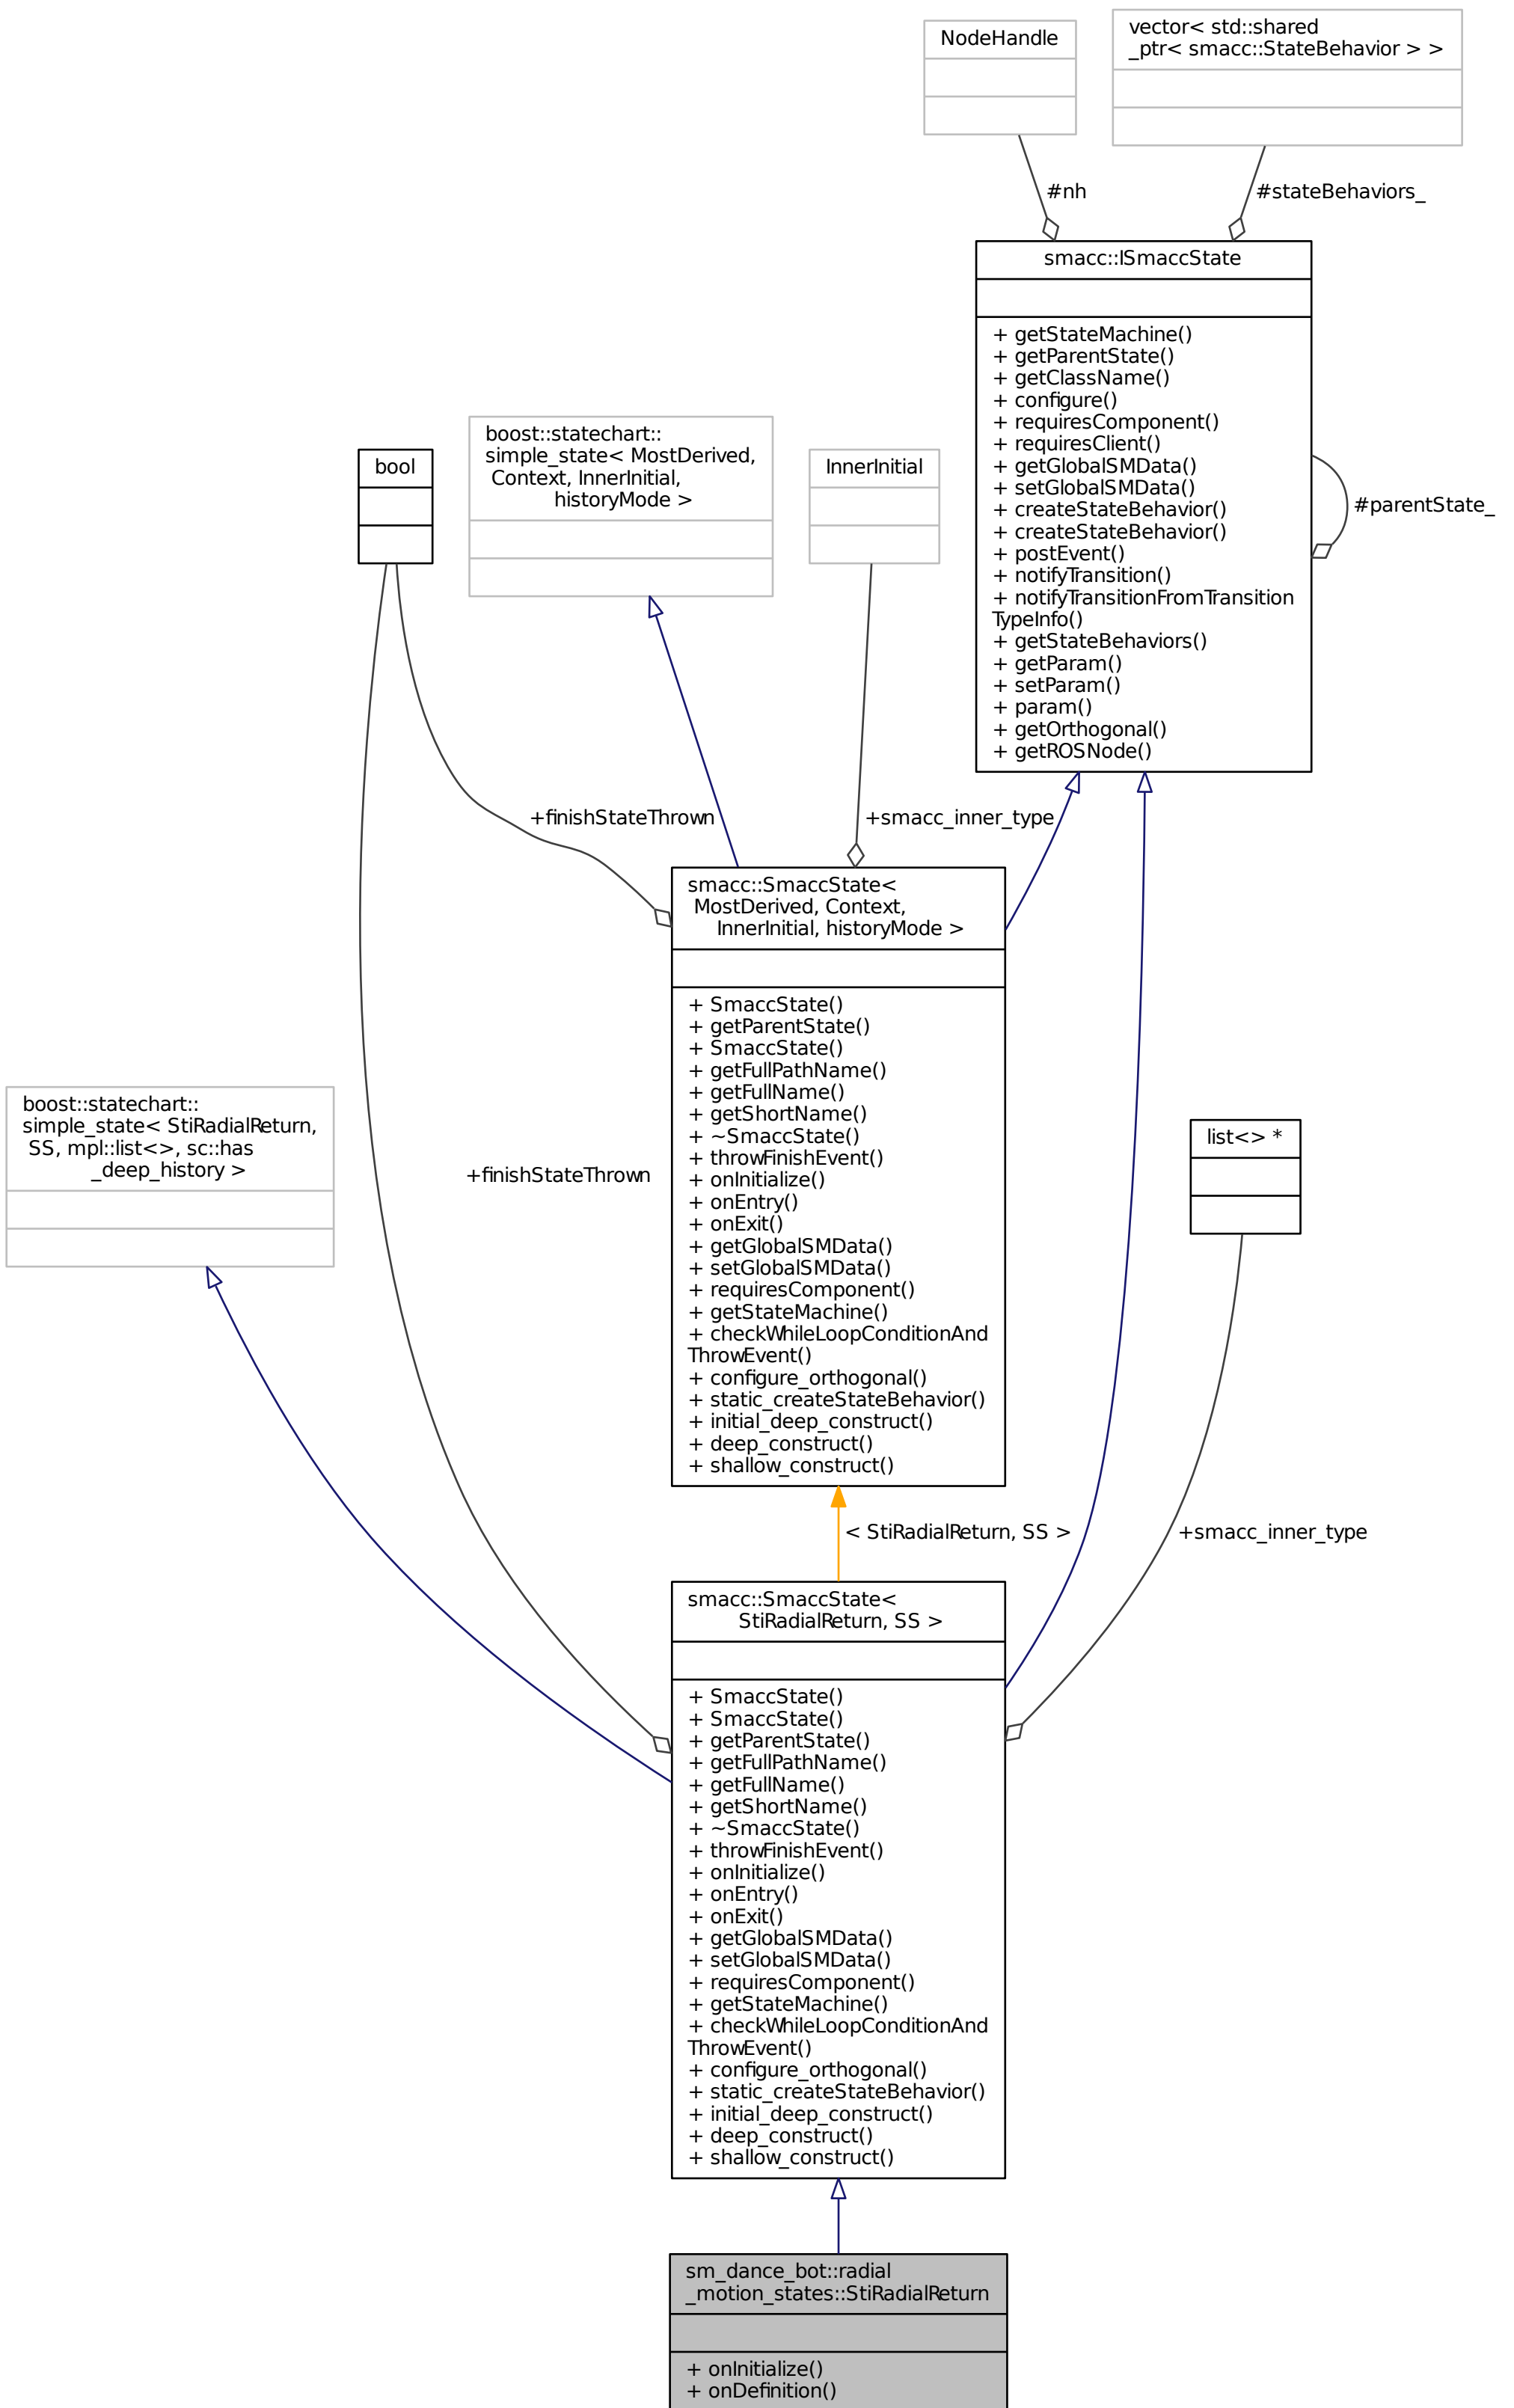 NodeHandle
vector< std::shared
_ptr< smacc::StateBehavior > >
#nh
#stateBehaviors_
smacc::ISmaccState
+ getStateMachine()
+ getParentState()
+ getClassName()
+ configure()
+ requiresComponent()
+ requiresClient()
+ getGlobalSMData()
+ setGlobalSMData()
+ createStateBehavior()
+ createStateBehavior()
+ postEvent()
+ notifyTransition()
+ notifyTransitionFromTransition
TypeInfo()
+ getStateBehaviors()
+ getParam()
+ setParam()
+ param()
+ getOrthogonal()
+ getROSNode()
#parentState_
bool
boost::statechart::
simple_state< MostDerived,
Context, InnerInitial,
historyMode >
InnerInitial
+finishStateThrown
+smacc_inner_type
smacc::SmaccState<
MostDerived, Context,
InnerInitial, historyMode >
+ SmaccState()
+ getParentState()
+ SmaccState()
+ getFullPathName()
+ getFullName()
+ getShortName()
+ ~SmaccState()
+ throwFinishEvent()
+ onInitialize()
+ onEntry()
+ onExit()
+ getGlobalSMData()
+ setGlobalSMData()
+ requiresComponent()
+ getStateMachine()
+ checkWhileLoopConditionAnd
ThrowEvent()
+ configure_orthogonal()
+ static_createStateBehavior()
+ initial_deep_construct()
+ deep_construct()
+ shallow_construct()
boost::statechart::
simple_state< StiRadialReturn,
SS, mpl::list<>, sc::has
_deep_history >
+finishStateThrown
list<> *
< StiRadialReturn, SS >
+smacc_inner_type
smacc::SmaccState<
StiRadialReturn, SS >
+ SmaccState()
+ SmaccState()
+ getParentState()
+ getFullPathName()
+ getFullName()
+ getShortName()
+ ~SmaccState()
+ throwFinishEvent()
+ onInitialize()
+ onEntry()
+ onExit()
+ getGlobalSMData()
+ setGlobalSMData()
+ requiresComponent()
+ getStateMachine()
+ checkWhileLoopConditionAnd
ThrowEvent()
+ configure_orthogonal()
+ static_createStateBehavior()
+ initial_deep_construct()
+ deep_construct()
+ shallow_construct()
sm_dance_bot::radial
_motion_states::StiRadialReturn
+ onInitialize()
+ onDefinition()